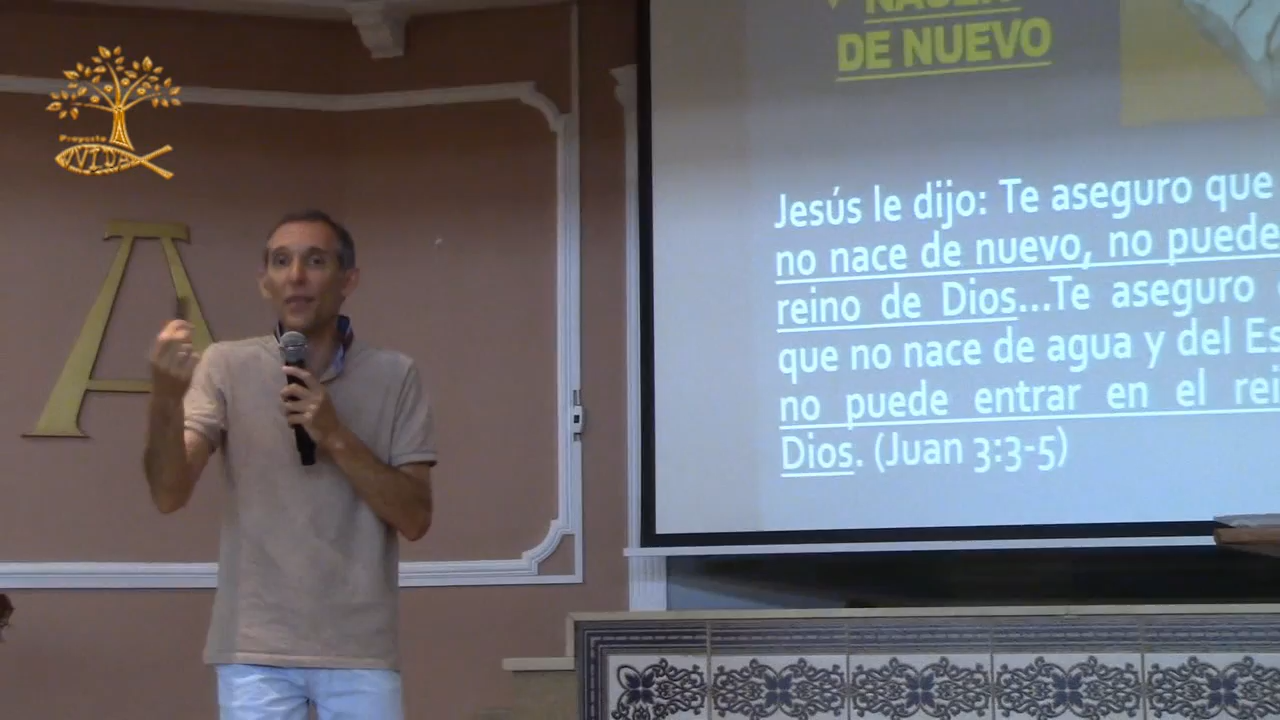 Proyecto
VIDA
A
DE NUEVO
Jesús le dijo: Te aseguro que
no nace de nuevo, no puede
reino de Dios...Te aseguro
que no nace de agua y del Es
no puede entrar en el rei
Dios. (Juan 3:3-5)